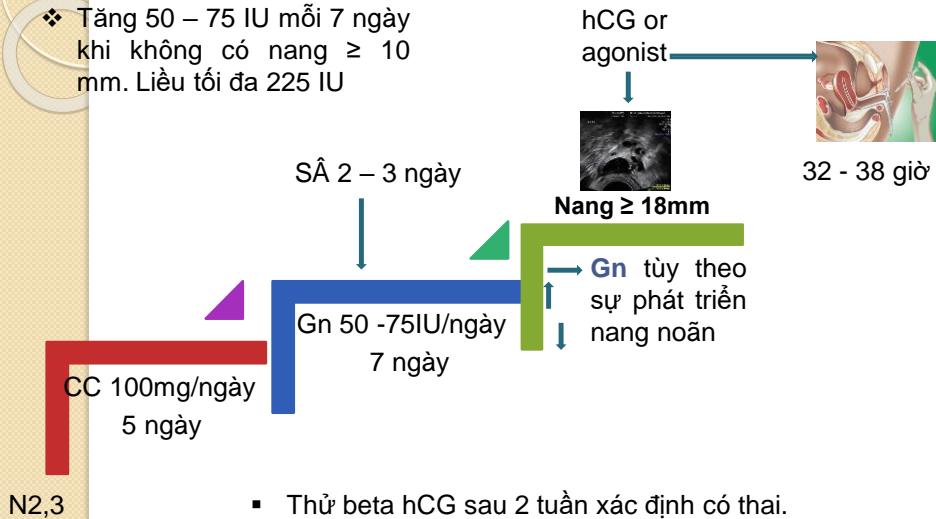 ❖ Tăng 50 – 75 IU mỗi 7 ngày
khi không có nang ≥ 10
mm. Liều tối đa 225 IU
hCG or
agonist
32 - 38 giờ
SÂ 2 – 3 ngày
Nang ≥ 18mm
Gn tùy theo
sự phát triển
nang noãn
Gn 50 -75IU/ngày
7 ngày
CC 100mg/ngày
5 ngày
N2,3
▪ Thử beta hCG sau 2 tuần xác định có thai.